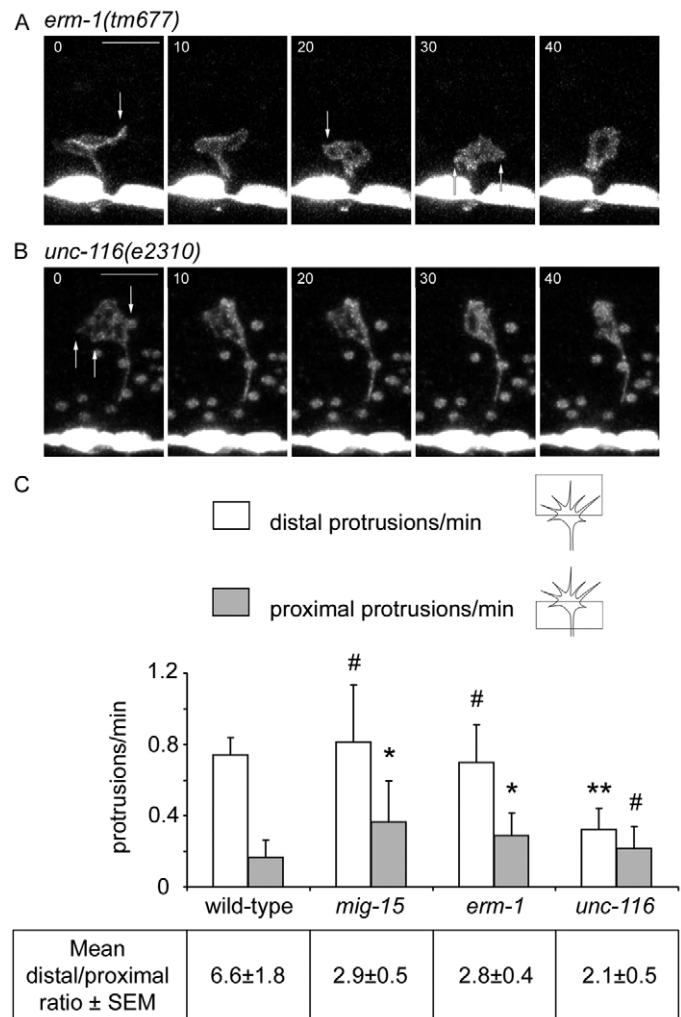 A erm-1(tm677)
0 10 20 30 40
B unc-116(e2310)
0 10 20 30 40
C
distal protrusions/min
proximal protrusions/min
protrusions/min
1.2
0.8
0.4
0
#
*
#
*
**
#
wild-type mig-15 erm-1 unc-116
Mean
distal/proximal
ratio ± SEM
6.6±1.8 2.9±0.5 2.8±0.4 2.1±0.5